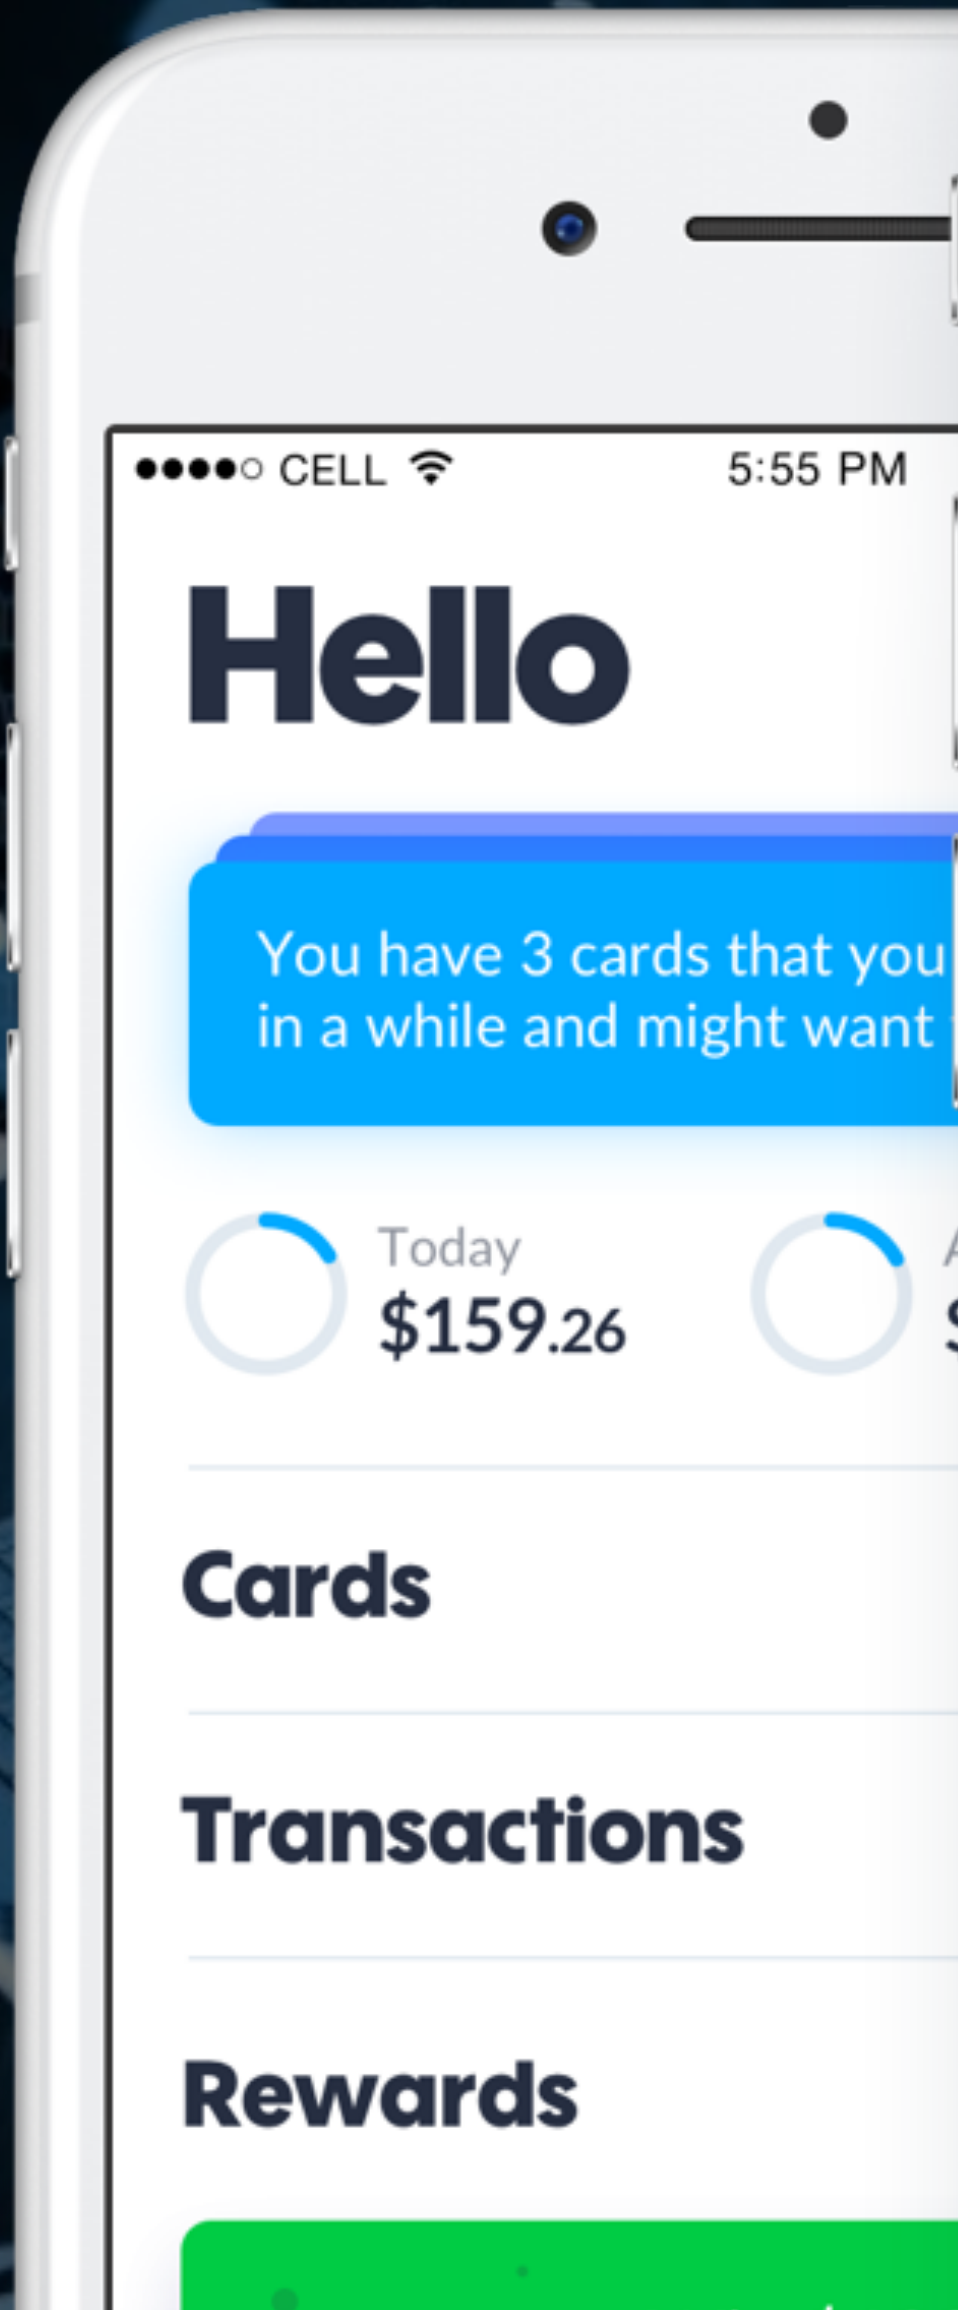 CELL 5:55 PM
Hello
You have 3 cards that you
in a while and might want
Today
$159.26
Cards
Transactions
Rewards